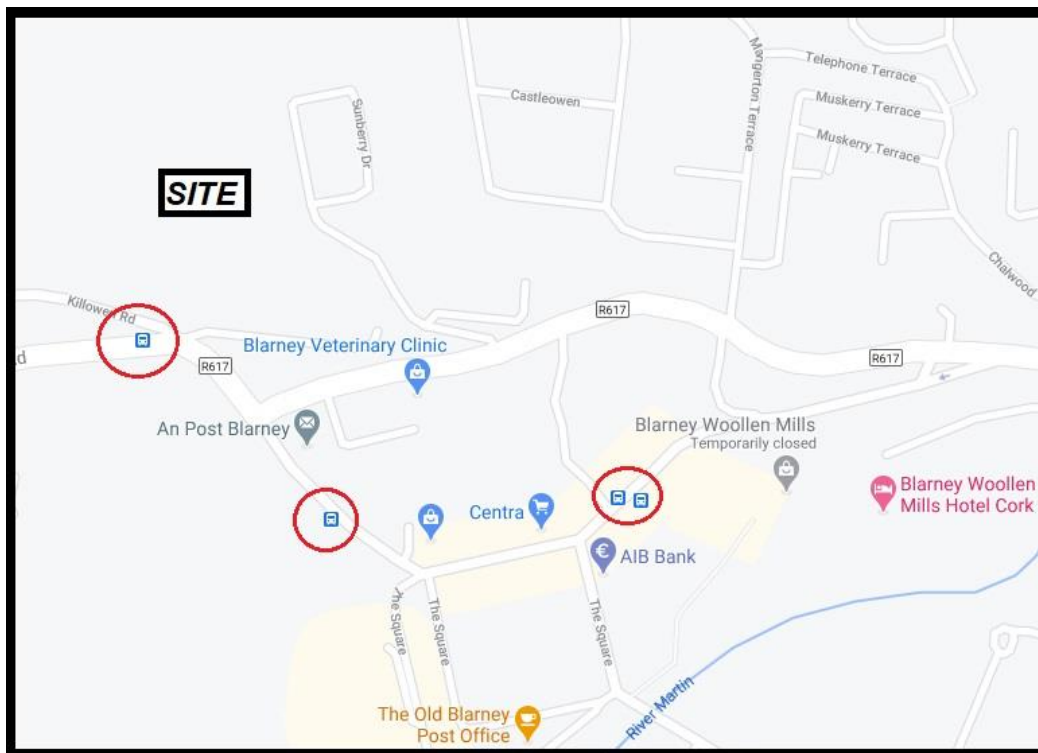 Telephone Terrace
Mangerton Terrace
Castleowen
Muskerry Terrace
Sunberry Dr
Muskerry Terrace
SITE
Chalwood
Killowen Rd
R617
Blarney Veterinary Clinic
d
R617
R617
An Post Blarney
Blarney Woollen Mills
Temporarily closed
Blarney Woollen
Mills Hotel Cork
Centra
€
AIB Bank
The Square
The Square
The Square
River Martin
The Old Blarney
Post Office